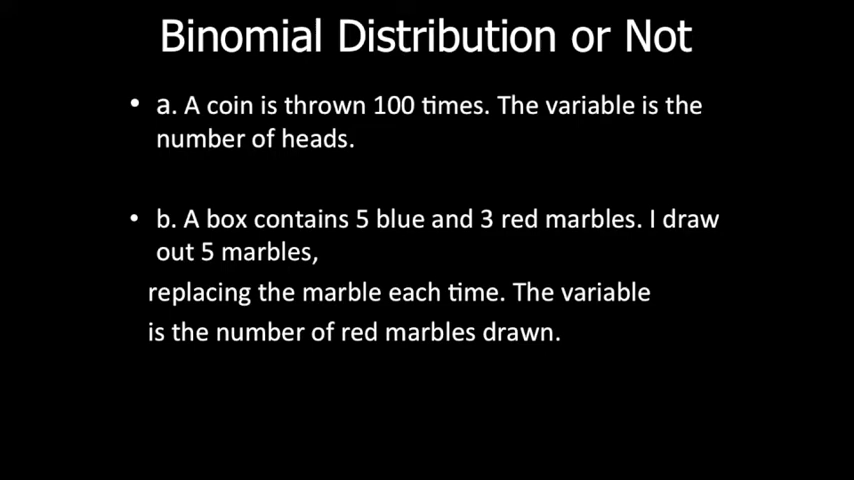 Binomial Distribution or Not
• a. A coin is thrown 100 times. The variable is the
number of heads.
• b. A box contains 5 blue and 3 red marbles. I draw
out 5 marbles,
replacing the marble each time. The variable
is the number of red marbles drawn.